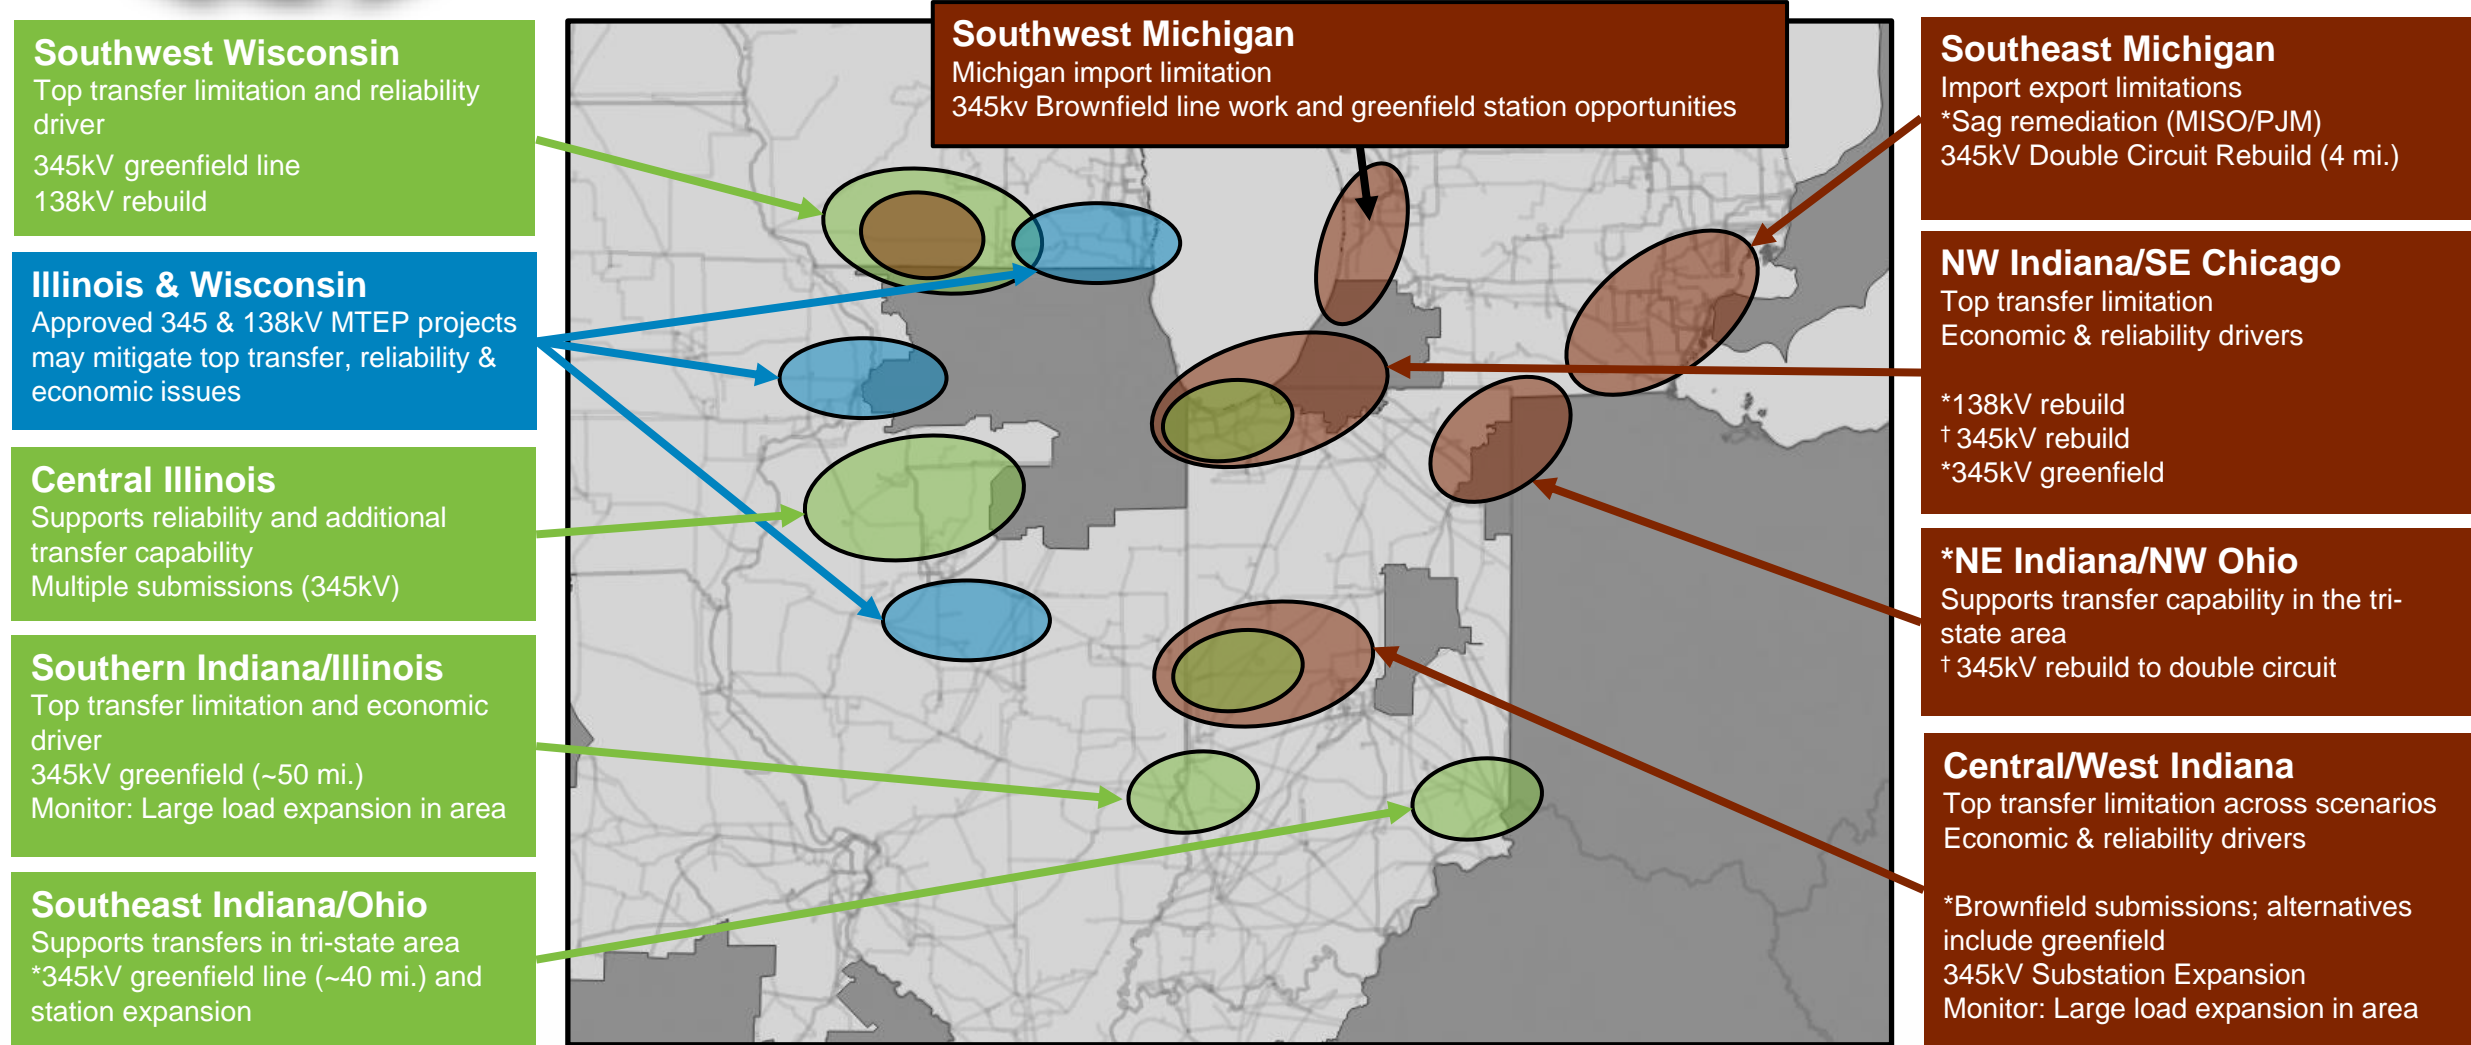 Southwest Wisconsin
Top transfer limitation and reliability
driver
345kV greenfield line
138kV rebuild
Illinois & Wisconsin
Approved 345 & 138kV MTEP projects
may mitigate top transfer, reliability &
economic issues
Central Illinois
Supports reliability and additional
transfer capability
Multiple submissions (345kV)
Southern Indiana/Illinois
Top transfer limitation and economic
driver
345kV greenfield (~50 mi.)
Monitor: Large load expansion in area
Southeast Indiana/Ohio
Supports transfers in tri-state area
*345kV greenfield line (~40 mi.) and
station expansion
Southwest Michigan
Michigan import limitation
345kv Brownfield line work and greenfield station opportunities
Southeast Michigan
Import export limitations
*Sag remediation (MISO/PJM)
345kV Double Circuit Rebuild (4 mi.)
NW Indiana/SE Chicago
Top transfer limitation
Economic & reliability drivers
*138kV rebuild
† 345kV rebuild
*345kV greenfield
*NE Indiana/NW Ohio
Supports transfer capability in the tri-
state area
† 345kV rebuild to double circuit
Central/West Indiana
Top transfer limitation across scenarios
Economic & reliability drivers
*Brownfield submissions; alternatives
include greenfield
345kV Substation Expansion
Monitor: Large load expansion in area